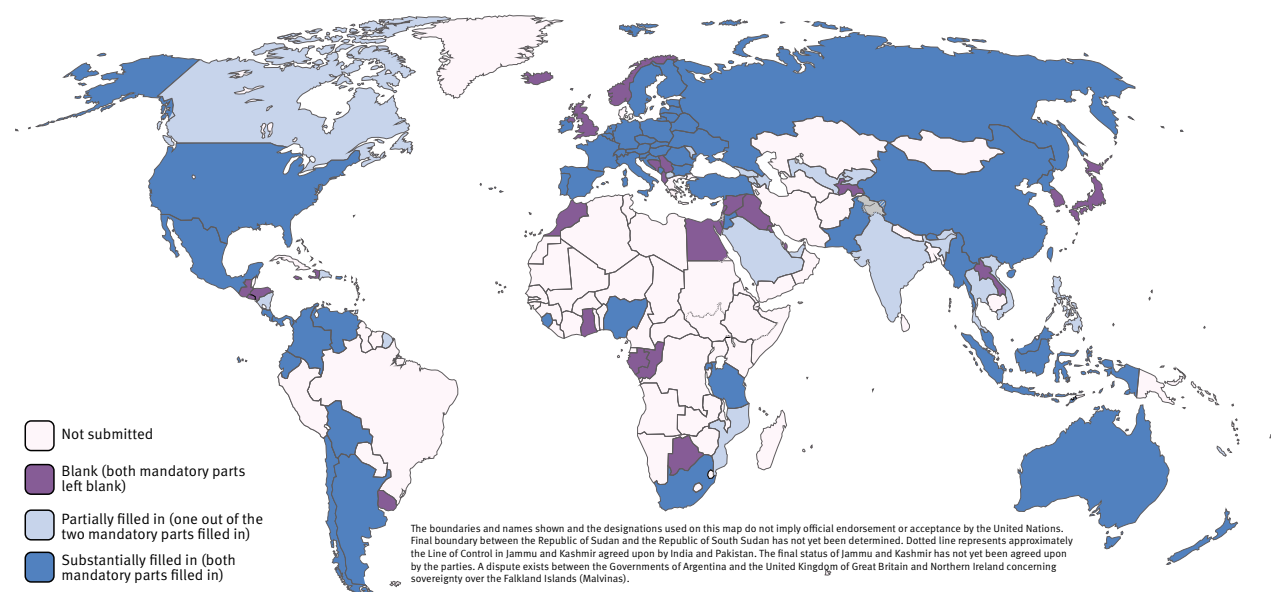 Not submitted
Blank (both mandatory parts
left blank)
Partially filled in (one out of the
two mandatory parts filled in)
Substantially filled in (both
mandatory parts filled in)
The boundaries and names shown and the designations used on this map do not imply official endorsement or acceptance by the United Nations.
Final boundary between the Republic of Sudan and the Republic of South Sudan has not yet been determined. Dotted line represents approximately
the Line of Control in Jammu and Kashmir agreed upon by India and Pakistan. The final status of Jammu and Kashmir has not yet been agreed upon
by the parties. A dispute exists between the Governments of Argentina and the United Kingdom of Great Britain and Northern Ireland concerning
sovereignty over the Falkland Islands (Malvinas).